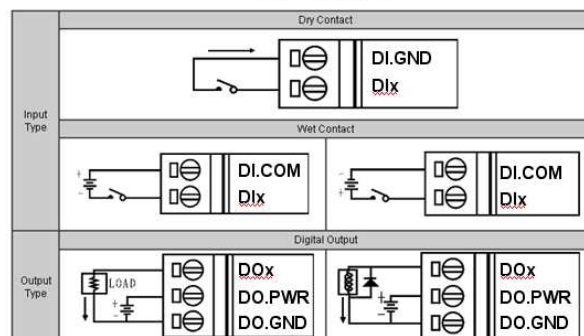 Dry Contact
DI.GND
DIx
Input
Type
Wet Contact
+
-
DI.COM
DIx
-
+
DI.COM
DIx
Digital Output
Output
Type
LOAD
+
-
DOx
DO.PWR
DO.GND
+
-
DOx
DO.PWR
DO.GND